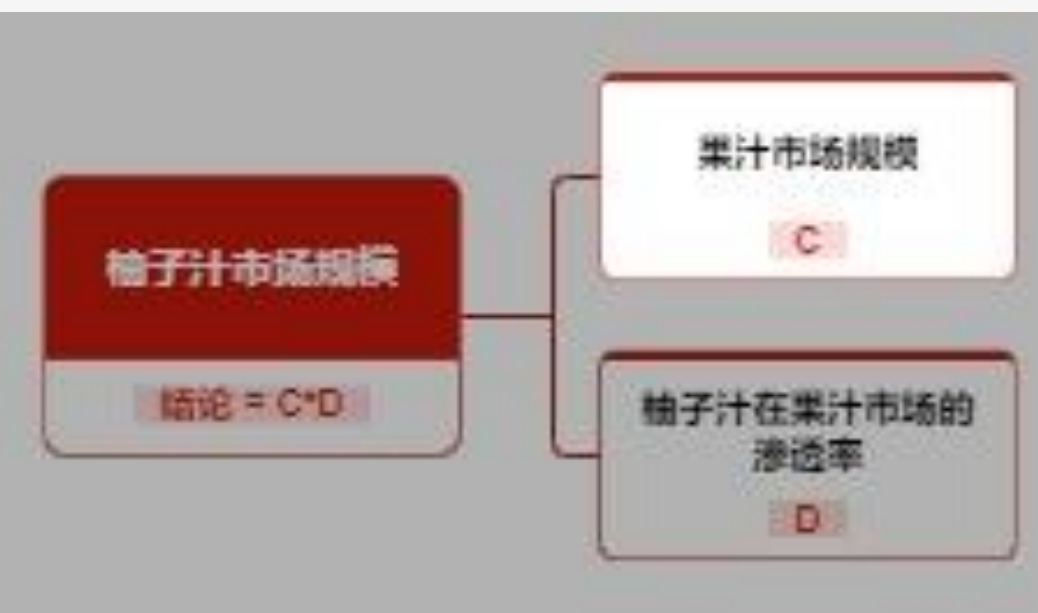 柚子汁市场规模
结论 = C*D
果汁市场规模
C
柚子汁在果汁市场的
渗透率
D